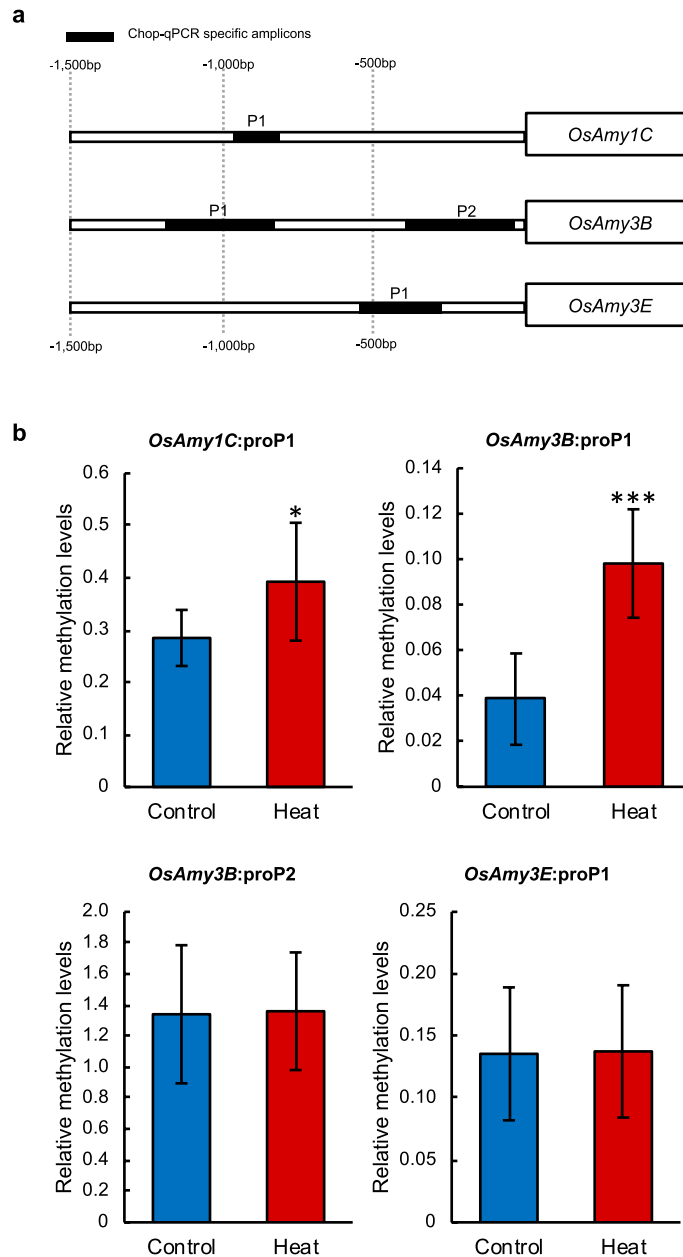 a
Chop-qPCR specific amplicons
-1,500bp -1,000bp -500bp
P1
OsAmy1C
P1 P2
OsAmy3B
P1
OsAmy3E
-1,500bp -1,000bp -500bp
b
OsAmy1C:proP1
Relative methylation levels
0.6
0.5
0.4
0.3
0.2
0.1
0
*
Control Heat
OsAmy3B:proP1
Relative methylation levels
0.14
0.12
0.10
0.08
0.06
0.04
0.02
0
***
Control Heat
OsAmy3B:proP2
Relative methylation levels
2.0
1.8
1.6
1.4
1.2
1.0
0.8
0.6
0.4
0.2
0
Control Heat
OsAmy3E:proP1
Relative methylation levels
0.25
0.20
0.15
0.10
0.05
0
Control Heat